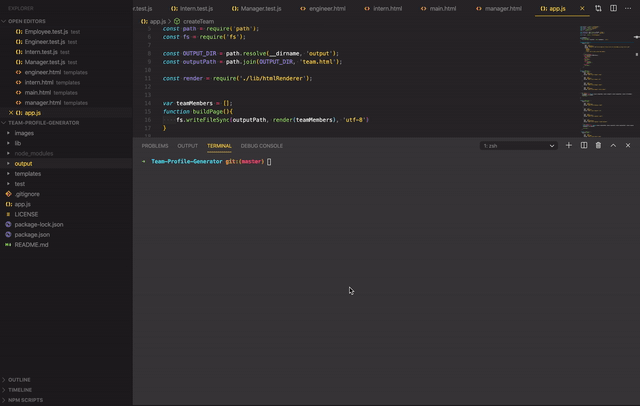 EXPLORER
OPEN EDITORS
Employee.test.js test
Engineer.test.js test
Intern.test.js test
Manager.test.js test
engineer.html templates
intern.html templates
main.html templates
manager.html templates
app.js
TEAM-PROFILE-GENERATOR
images
lib
node_modules
output
templates
test
.gitignore
app.js
LICENSE
package-lock.json
package.json
README.md
OUTLINE
TIMELINE
NPM SCRIPTS
r.test.js Intern.test.js Manager.test.js engineer.html intern.html main.html manager.html app.js
app.js > createTeam
5 const path = require('path');
6 const fs = require('fs');
7
8 const OUTPUT_DIR = path.resolve(__dirname, 'output');
9 const outputPath = path.join(OUTPUT_DIR, 'team.html');
10
11 const render = require('./lib/htmlRenderer');
12
13
14 var teamMembers = [];
15 function buildPage(){
16 fs.writeFileSync(outputPath, render(teamMembers), 'utf-8')
17 }
PROBLEMS OUTPUT TERMINAL DEBUG CONSOLE 1: zsh
→ Team-Profile-Generator git:(master)